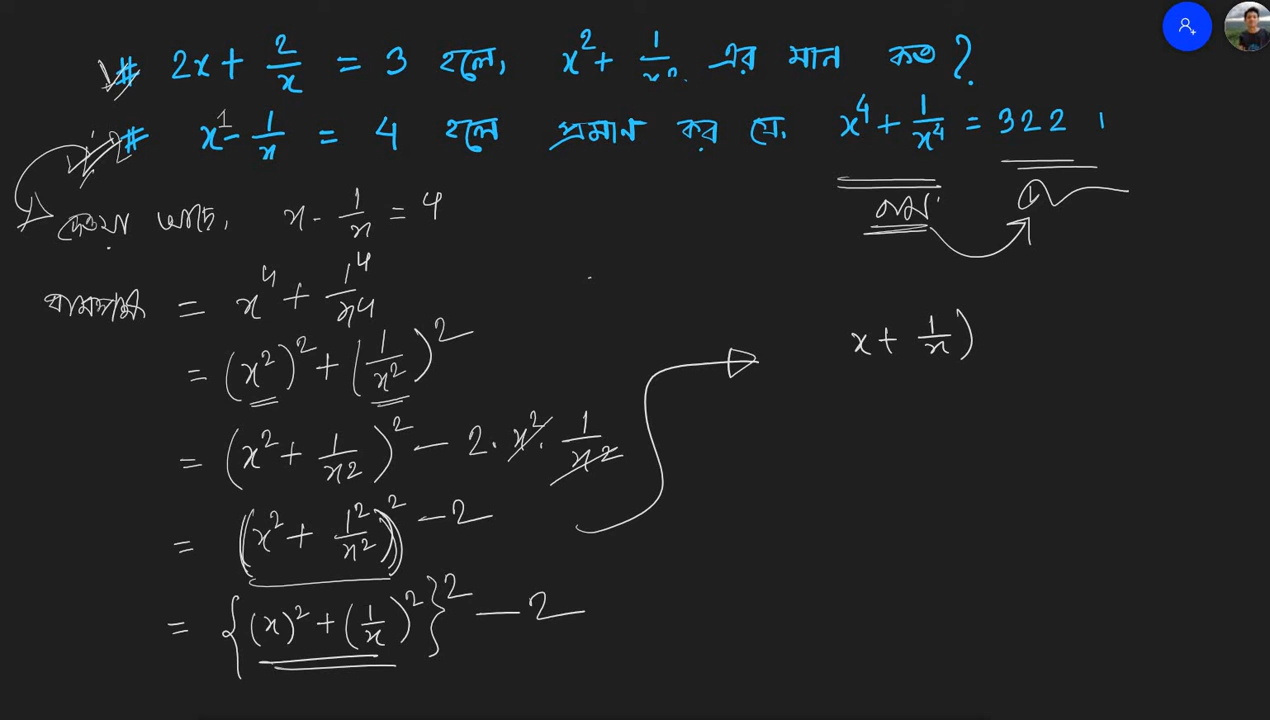 # 2x + 2/x = 3 হলে, x² + 1/x² এর মান কত?
# x - 1/x = 4 হলে প্রমাণ কর যে, x⁴ + 1/x⁴ = 322।
দেওয়া আছে, x - 1/x = 4
বামপক্ষ = x⁴ + 1⁴/x⁴
= (x²)² + (1/x²)²
= (x² + 1/x²)² - 2·x²·1/x²
= (x² + 1²/x²)² - 2
= {(x)² + (1/x)²}² - 2
x + 1/x)